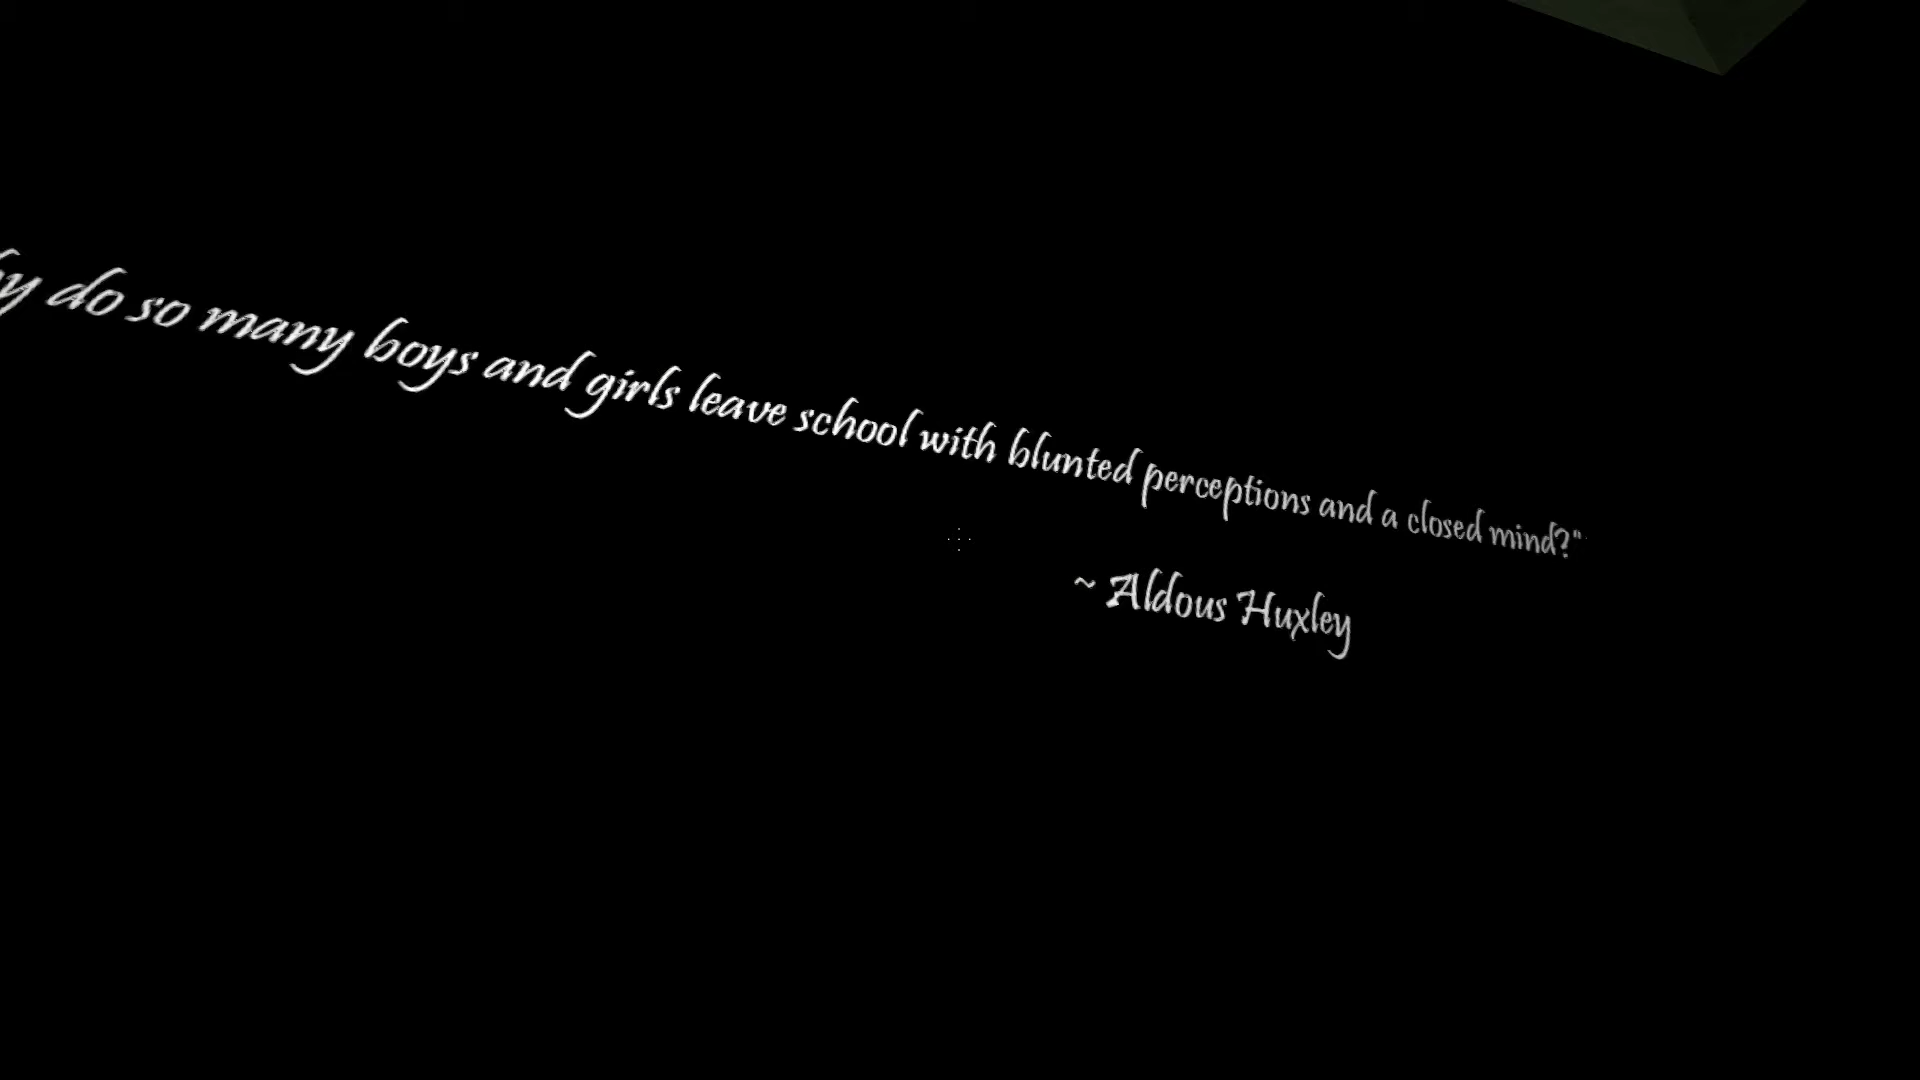 do so many boys and girls leave school with blunted perceptions and a closed mind?"
~ Aldous Huxley